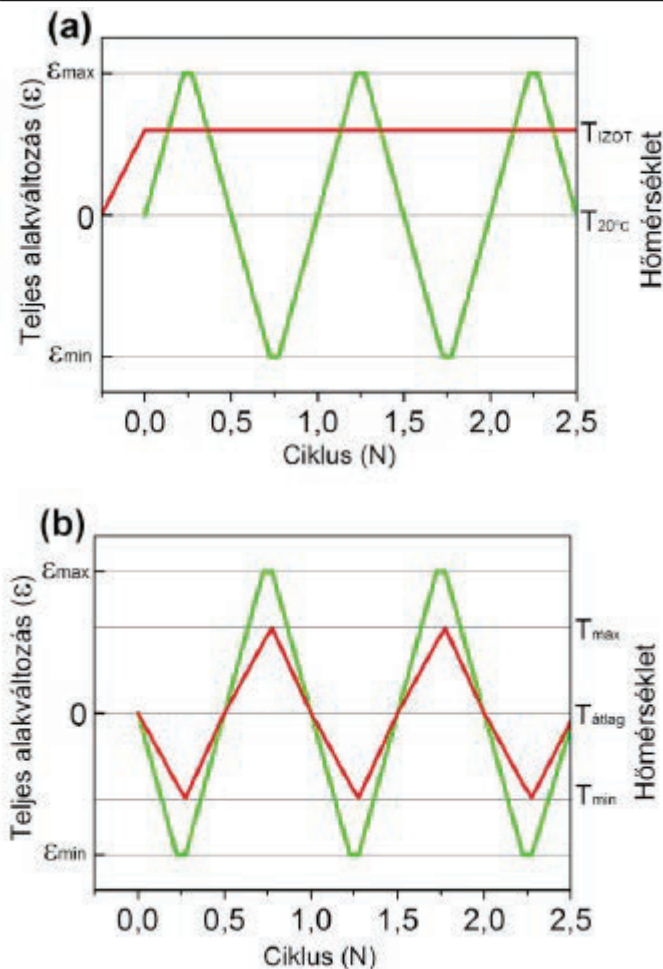 (a)
Teljes alakváltozás (ε)
εmax
0
εmin
TIZOT.
T20°C
Hőmérséklet
0,0 0,5 1,0 1,5 2,0 2,5
Ciklus (N)
(b)
Teljes alakváltozás (ε)
εmax
0
εmin
Tmax
Tátlag
Tmin
Hőmérséklet
0,0 0,5 1,0 1,5 2,0 2,5
Ciklus (N)